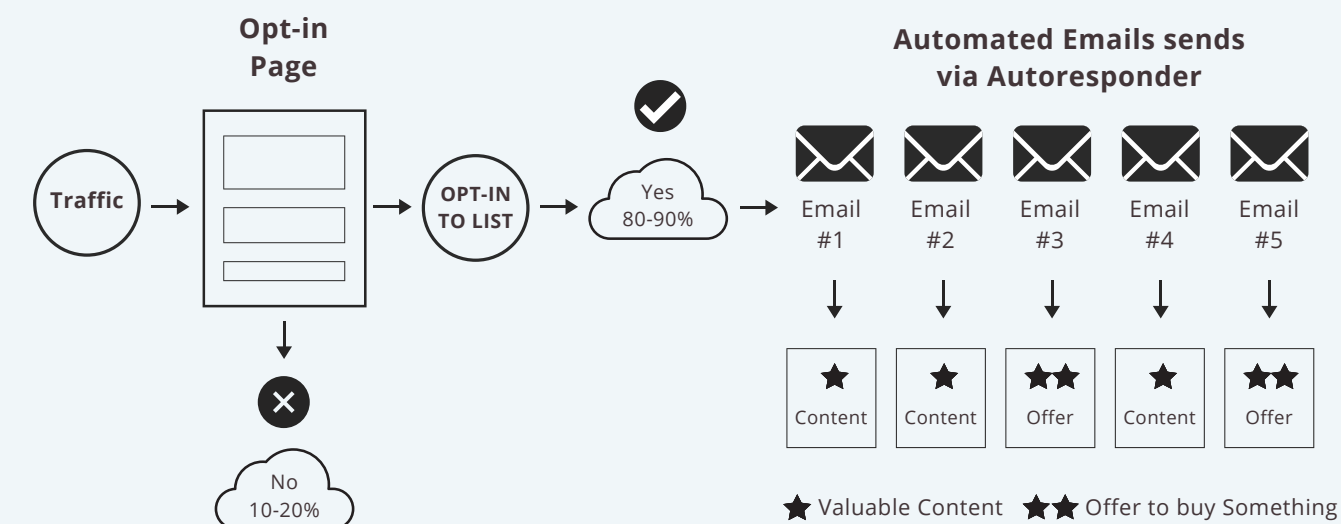 Opt-in
Page
Automated Emails sends
via Autoresponder
Traffic
OPT-IN
TO LIST
Yes
80-90%
Email
#1
Email
#2
Email
#3
Email
#4
Email
#5
Content
Content
Offer
Content
Offer
No
10-20%
Valuable Content
Offer to buy Something